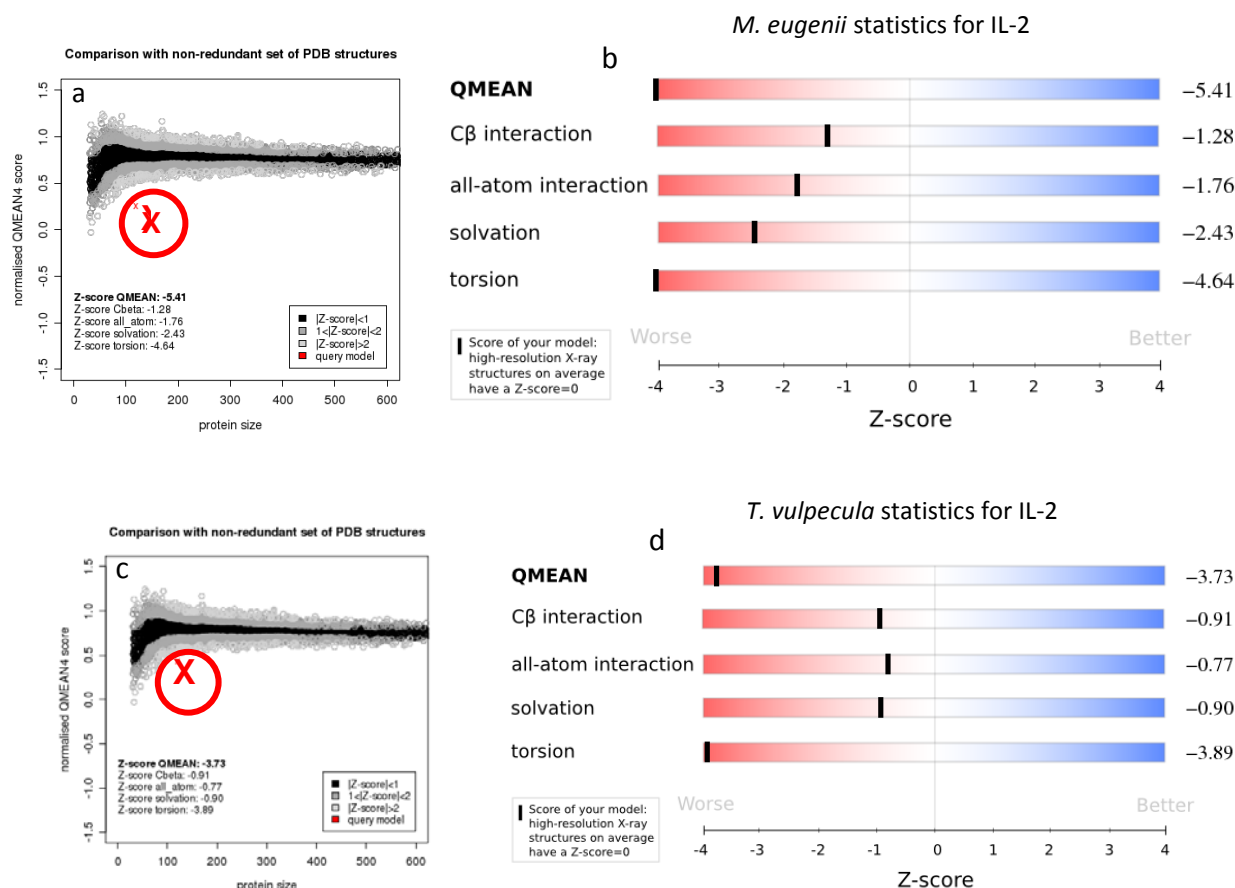 M. eugenii statistics for IL-2
Comparison with non-redundant set of PDB structures
a
normalised QMEAN4 score
1.5
1.0
0.5
0.0
-0.5
-1.0
-1.5
x
X
Z-score QMEAN: -5.41
Z-score Cbeta: -1.28
Z-score all_atom: -1.76
Z-score solvation: -2.43
Z-score torsion: -4.64
|Z-score|<1
1<|Z-score|<2
|Z-score|>2
query model
0 100 200 300 400 500 600
protein size
b
QMEAN −5.41
Cβ interaction −1.28
all-atom interaction −1.76
solvation −2.43
torsion −4.64
Score of your model:
high-resolution X-ray
structures on average
have a Z-score=0
Worse Better
-4 -3 -2 -1 0 1 2 3 4
Z-score
T. vulpecula statistics for IL-2
Comparison with non-redundant set of PDB structures
c
normalised QMEAN4 score
1.5
1.0
0.5
0.0
-0.5
-1.0
-1.5
X
Z-score QMEAN: -3.73
Z-score Cbeta: -0.91
Z-score all_atom: -0.77
Z-score solvation: -0.90
Z-score torsion: -3.89
|Z-score|<1
1<|Z-score|<2
|Z-score|>2
query model
0 100 200 300 400 500 600
protein size
d
QMEAN −3.73
Cβ interaction −0.91
all-atom interaction −0.77
solvation −0.90
torsion −3.89
Score of your model:
high-resolution X-ray
structures on average
have a Z-score=0
Worse Better
-4 -3 -2 -1 0 1 2 3 4
Z-score